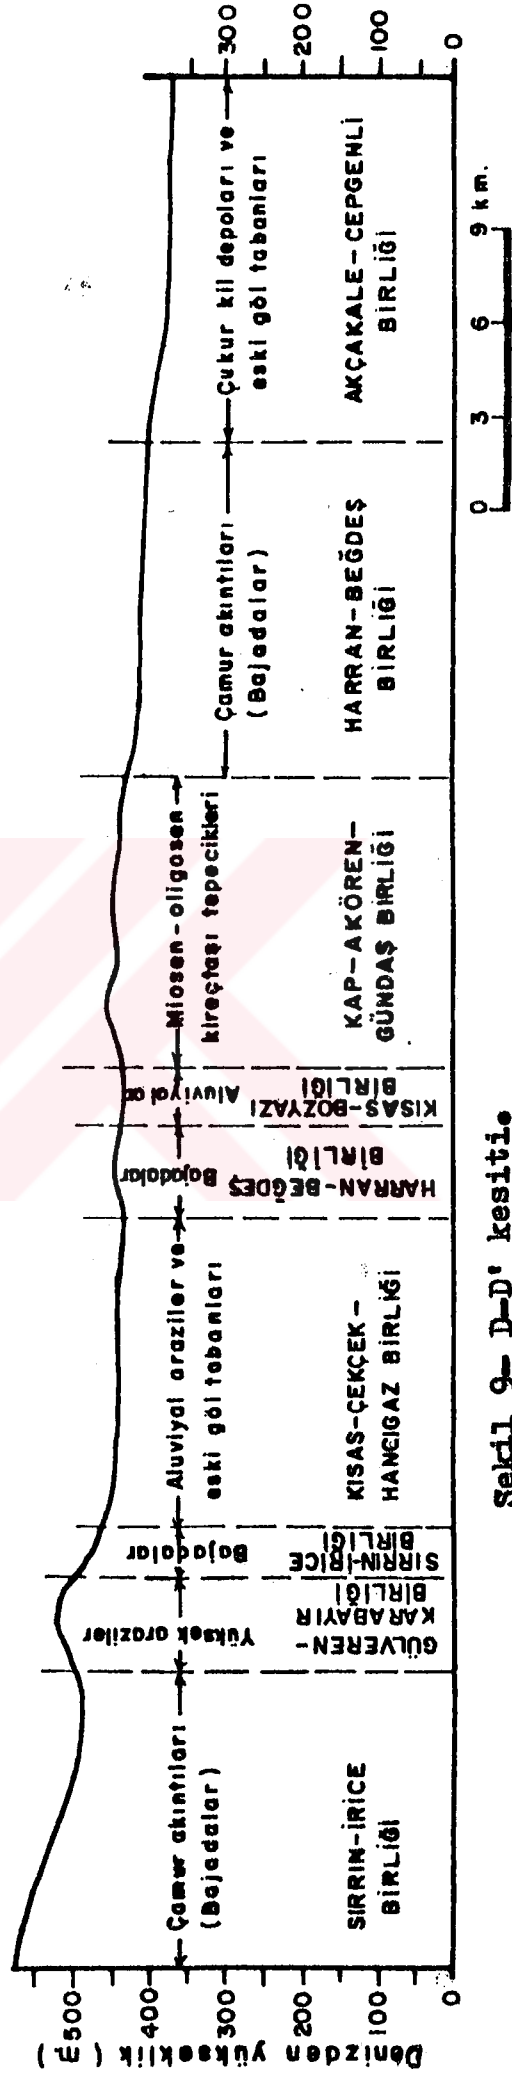 Denizden yükseklik (m.)
500
400
300
200
100
0
Çamur akıntıları
(Bajadalar)
SIRRIN-İRİCE
BİRLİĞİ
Yüksek araziler
GÜLVEREN-
KARABAYIR
BİRLİĞİ
Bajadalar
SIRRIN-İRİCE
BİRLİĞİ
Aluviyal araziler ve
eski göl tabanları
KISAS-ÇEKÇEK-
HANCIGAZ BİRLİĞİ
Bajadalar
HARRAN-BEĞDEŞ
BİRLİĞİ
Aluviyalar
KISAS-BOZYAZI
BİRLİĞİ
Miosen-oligosen
kireçtaşı tepecikleri
KAP-AKÖREN-
GÜNDAŞ BİRLİĞİ
Çamur akıntıları
(Bajadalar)
HARRAN-BEĞDEŞ
BİRLİĞİ
Çukur kil depoları ve
eski göl tabanları
AKÇAKALE-CEPGENLİ
BİRLİĞİ
300
200
100
0
0 3 6 9 km.
Şekil 9- D-D' kesiti.